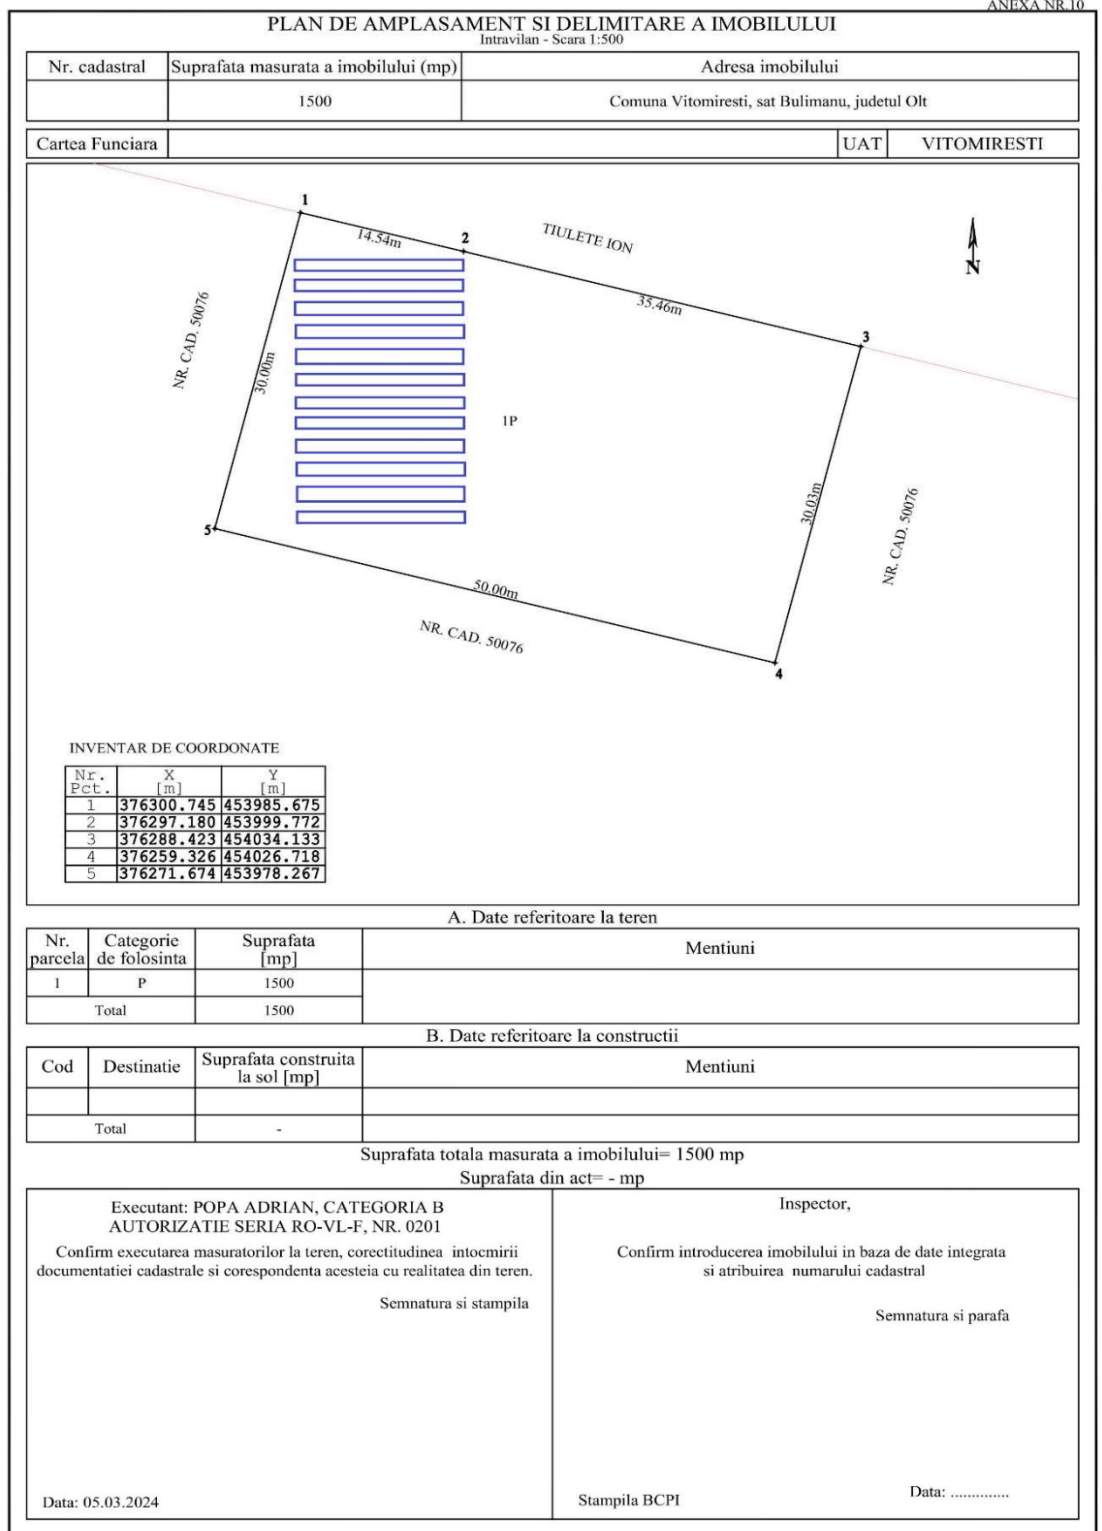 ANEXA NR.10
PLAN DE AMPLASAMENT SI DELIMITARE A IMOBILULUI
Intravilan - Scara 1:500
Nr. cadastral Suprafata masurata a imobilului (mp) Adresa imobilului
1500 Comuna Vitomiresti, sat Bulimanu, judetul Olt
Cartea Funciara UAT VITOMIRESTI
1
14.54m
2
TIULETE ION
N
35.46m
3
NR. CAD. 50076
30.00m
1P
30.03m
NR. CAD. 50076
5
50.00m
NR. CAD. 50076
4
INVENTAR DE COORDONATE
Nr. Pct. X [m] Y [m]
1 376300.745 453985.675
2 376297.180 453999.772
3 376288.423 454034.133
4 376259.326 454026.718
5 376271.674 453978.267
A. Date referitoare la teren
Nr. parcela Categorie de folosinta Suprafata [mp] Mentiuni
1 P 1500
Total 1500
B. Date referitoare la constructii
Cod Destinatie Suprafata construita la sol [mp] Mentiuni
Total -
Suprafata totala masurata a imobilului= 1500 mp
Suprafata din act= - mp
Executant: POPA ADRIAN, CATEGORIA B
AUTORIZATIE SERIA RO-VL-F, NR. 0201
Confirm executarea masuratorilor la teren, corectitudinea intocmirii
documentatiei cadastrale si corespondenta acesteia cu realitatea din teren.
Semnatura si stampila
Data: 05.03.2024
Inspector,
Confirm introducerea imobilului in baza de date integrata
si atribuirea numarului cadastral
Semnatura si parafa
Stampila BCPI
Data: ..............